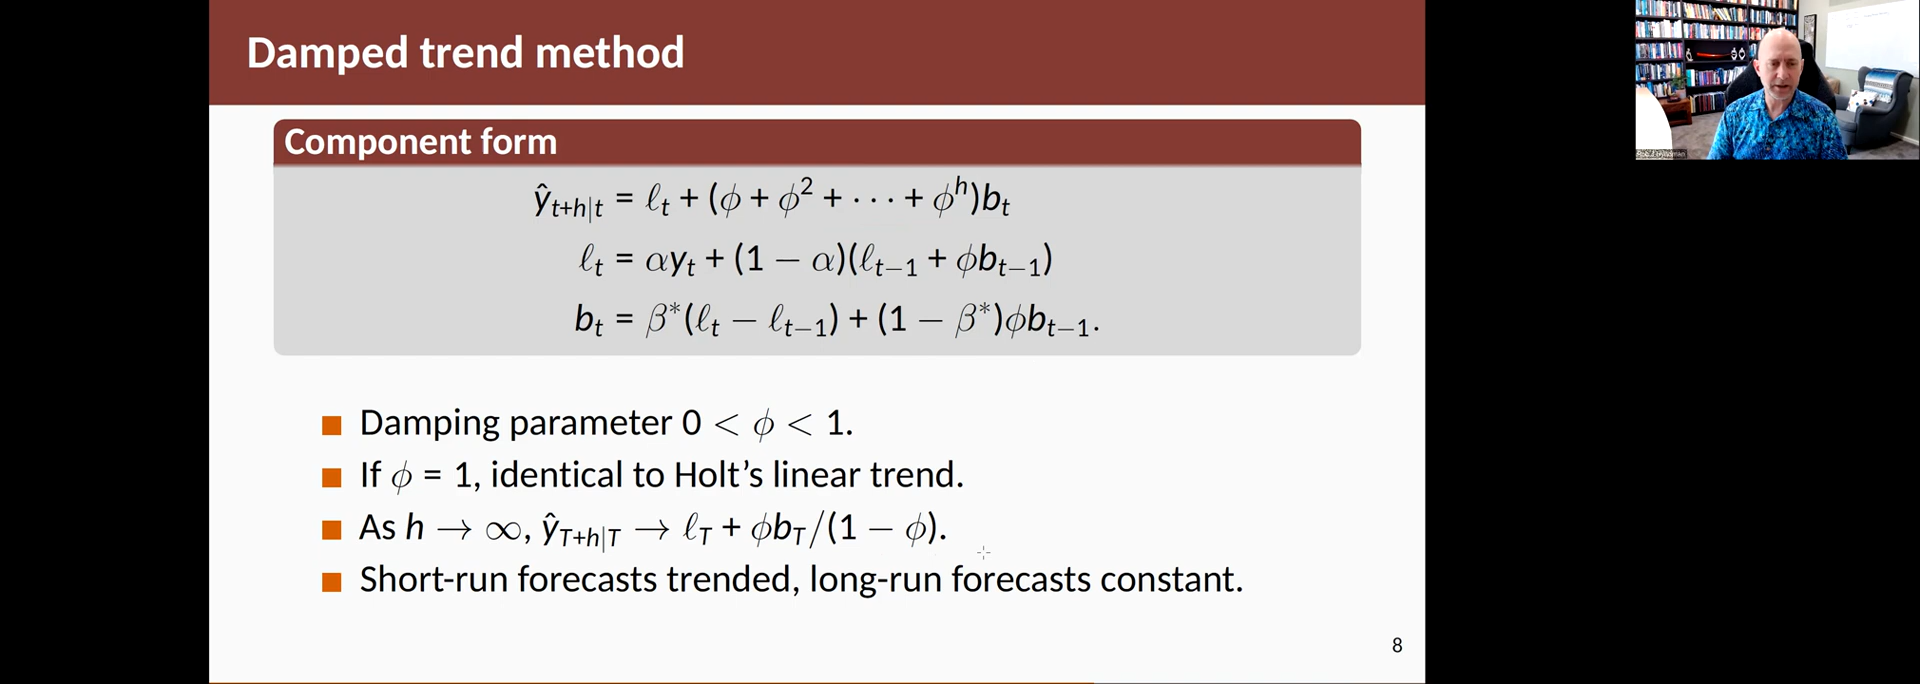 Damped trend method
Component form
ŷ_{t+h|t} = ℓ_t + (ϕ + ϕ² + ··· + ϕ^h)b_t
ℓ_t = αy_t + (1 − α)(ℓ_{t−1} + ϕb_{t−1})
b_t = β*(ℓ_t − ℓ_{t−1}) + (1 − β*)ϕb_{t−1}.
■ Damping parameter 0 < ϕ < 1.
■ If ϕ = 1, identical to Holt’s linear trend.
■ As h → ∞, ŷ_{T+h|T} → ℓ_T + ϕb_T/(1 − ϕ).
■ Short-run forecasts trended, long-run forecasts constant.
8